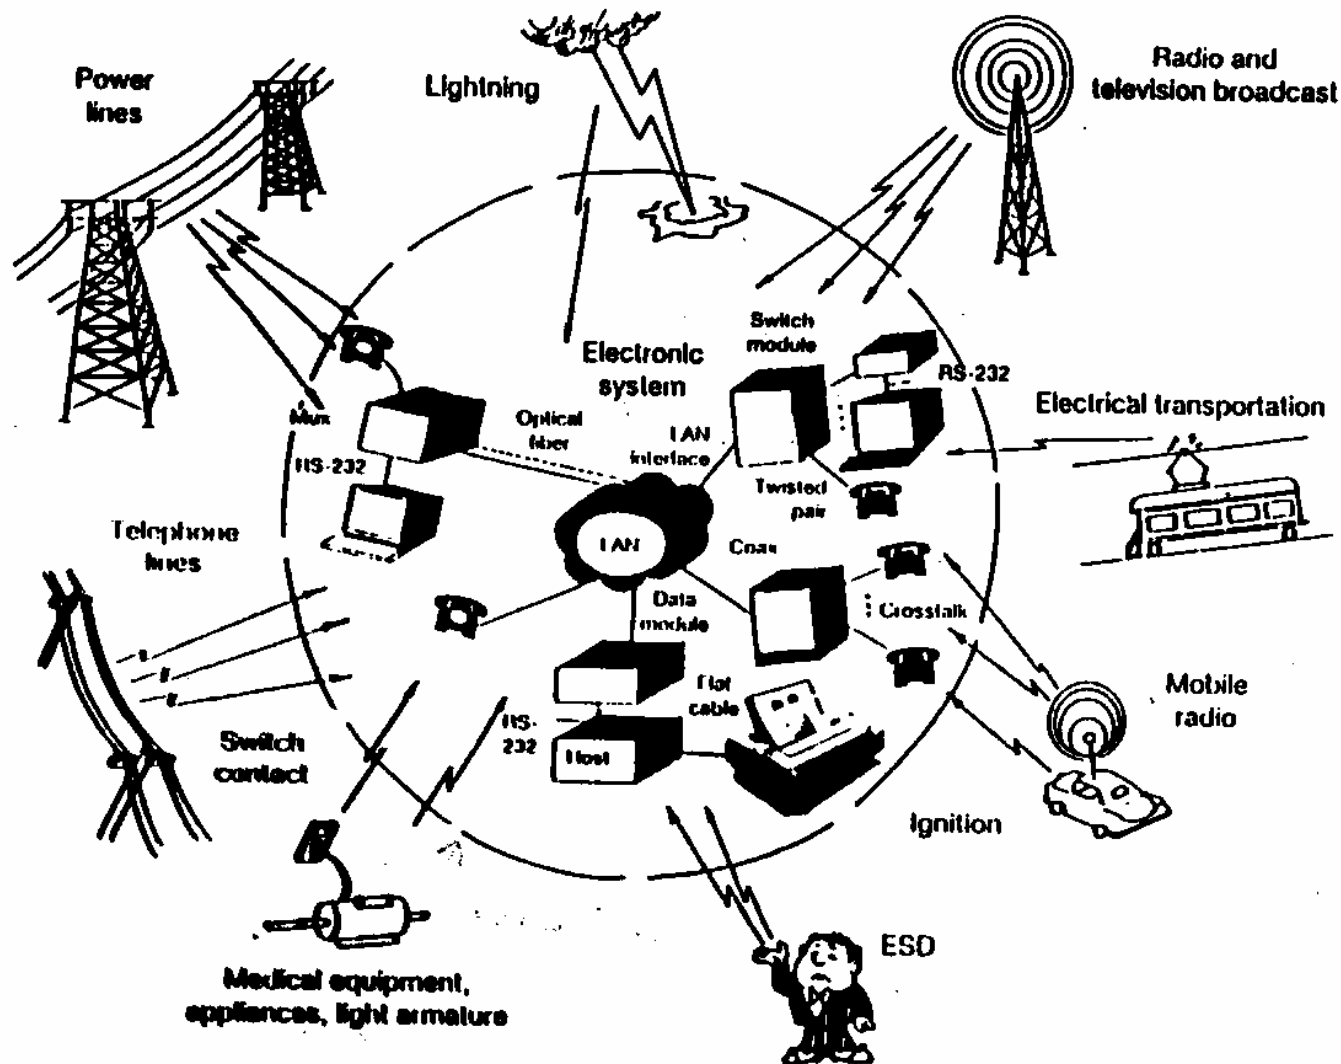 Power
lines
Lightning
Radio and
television broadcast
Switch
module
Electronic
system
RS-232
Mux
Optical
fiber
LAN
interface
Electrical transportation
RS-232
Twisted
pair
Telephone
lines
LAN
Coax
Data
module
Crosstalk
Flat
cable
Mobile
radio
RS-
232
Host
Switch
contact
Ignition
ESD
Medical equipment,
appliances, light armature